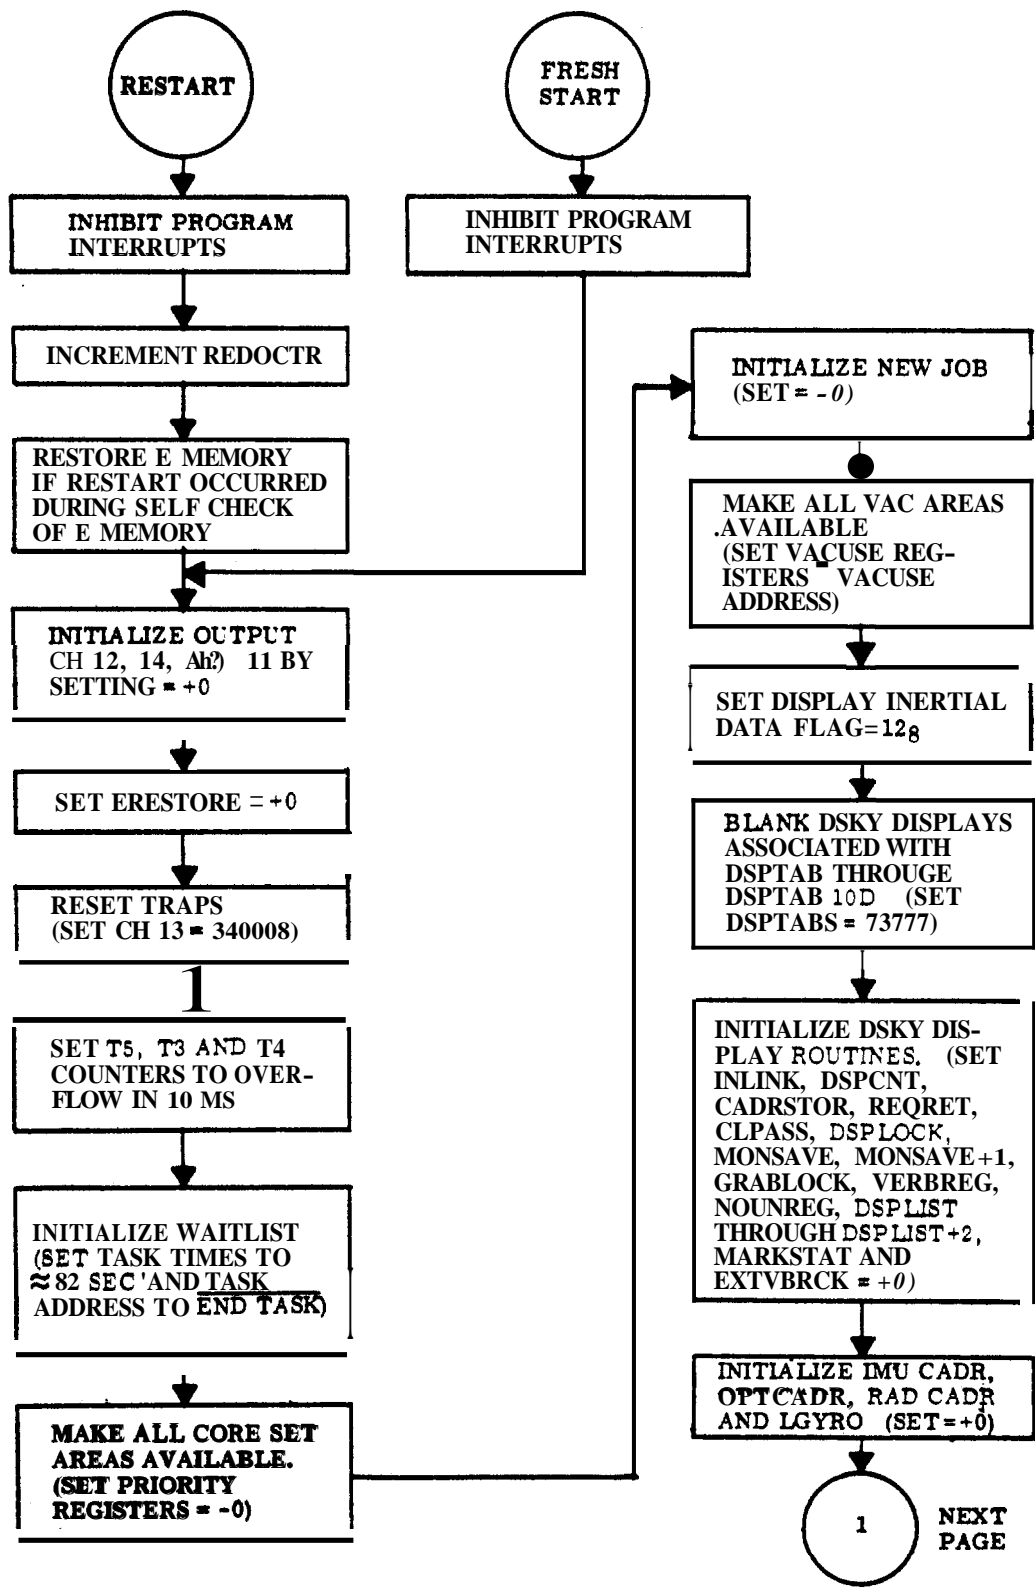 RESTART
INHIBIT PROGRAM
INTERRUPTS
INCREMENT REDOCTR
RESTORE E MEMORY
IF RESTART OCCURRED
DURING SELF CHECK
OF E MEMORY
FRESH
START
INHIBIT PROGRAM
INTERRUPTS
INITIALIZE OUTPUT
CH 12, 14, Ah?) 11 BY
SETTING = +0
SET ERESTORE = +0
RESET TRAPS
(SET CH 13 = 340008)
1
SET T5, T3 AND T4
COUNTERS TO OVER-
FLOW IN 10 MS
INITIALIZE WAITLIST
(SET TASK TIMES TO
≈ 82 SEC 'AND TASK
ADDRESS TO END TASK)
MAKE ALL CORE SET
AREAS AVAILABLE.
(SET PRIORITY
REGISTERS = -0)
INITIALIZE NEW JOB
(SET = -0)
MAKE ALL VAC AREAS
.AVAILABLE
(SET VACUSE REG-
ISTERS = VACUSE
ADDRESS)
SET DISPLAY INERTIAL
DATA FLAG=12₈
BLANK DSKY DISPLAYS
ASSOCIATED WITH
DSPTAB THROUGE
DSPTAB 10D (SET
DSPTABS = 73777)
INITIALIZE DSKY DIS-
PLAY ROUTINES. (SET
INLINK, DSPCNT,
CADRSTOR, REQRET,
CLPASS, DSPLOCK,
MONSAVE, MONSAVE+1,
GRABLOCK, VERBREG,
NOUNREG, DSPLIST
THROUGH DSPLIST+2,
MARKSTAT AND
EXTVBRCK = +0)
INITIALIZE IMU CADR,
OPTCADR, RAD CADR
AND LGYRO (SET=+0)
1
NEXT
PAGE